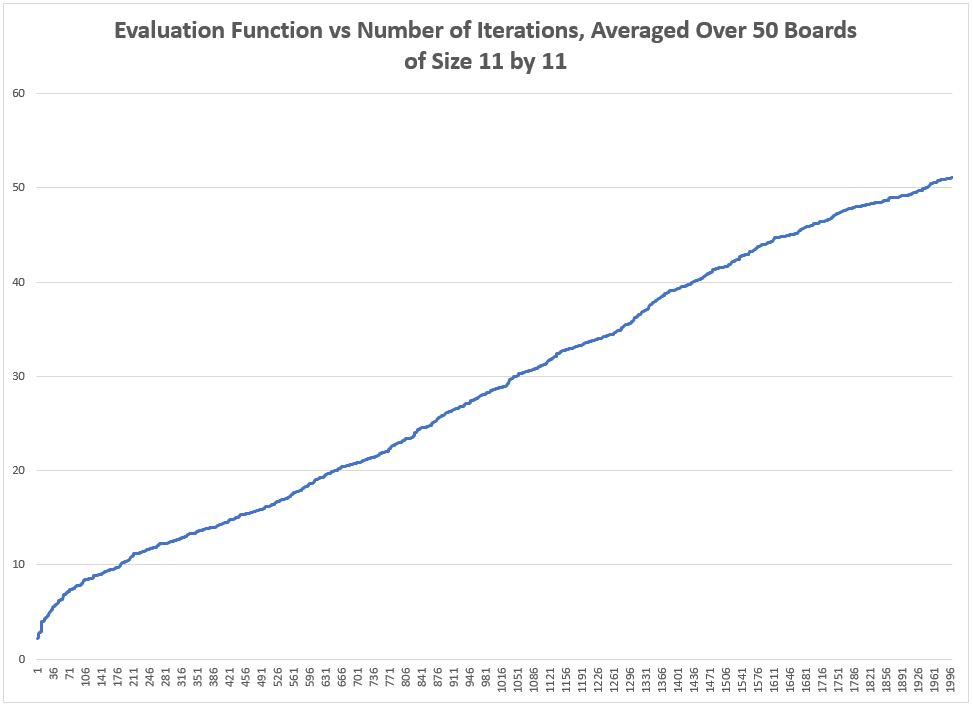 Evaluation Function vs Number of Iterations, Averaged Over 50 Boards
of Size 11 by 11
60
50
40
30
20
10
0
1 36 71 106 141 176 211 246 281 316 351 386 421 456 491 526 561 596 631 666 701 736 771 806 841 876 911 946 981 1016 1051 1086 1121 1156 1191 1226 1261 1296 1331 1366 1401 1436 1471 1506 1541 1576 1611 1646 1681 1716 1751 1786 1821 1856 1891 1926 1961 1996